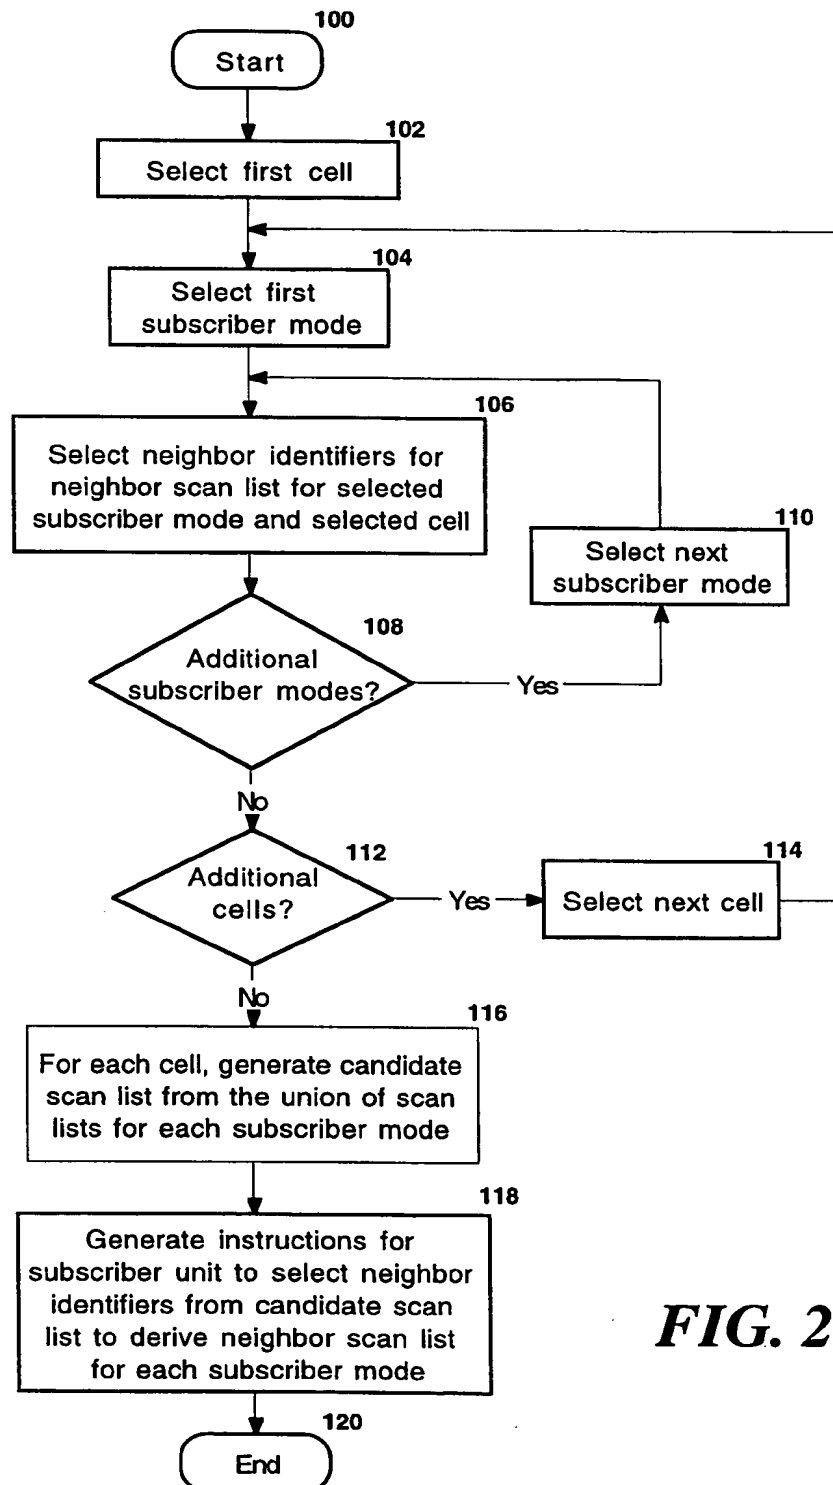 100
Start
102
Select first cell
104
Select first
subscriber mode
106
Select neighbor identifiers for
neighbor scan list for selected
subscriber mode and selected cell
110
Select next
subscriber mode
108
Additional
subscriber modes?
Yes
No
112
Additional
cells?
Yes
114
Select next cell
No
116
For each cell, generate candidate
scan list from the union of scan
lists for each subscriber mode
118
Generate instructions for
subscriber unit to select neighbor
identifiers from candidate scan
list to derive neighbor scan list
for each subscriber mode
FIG. 2
120
End